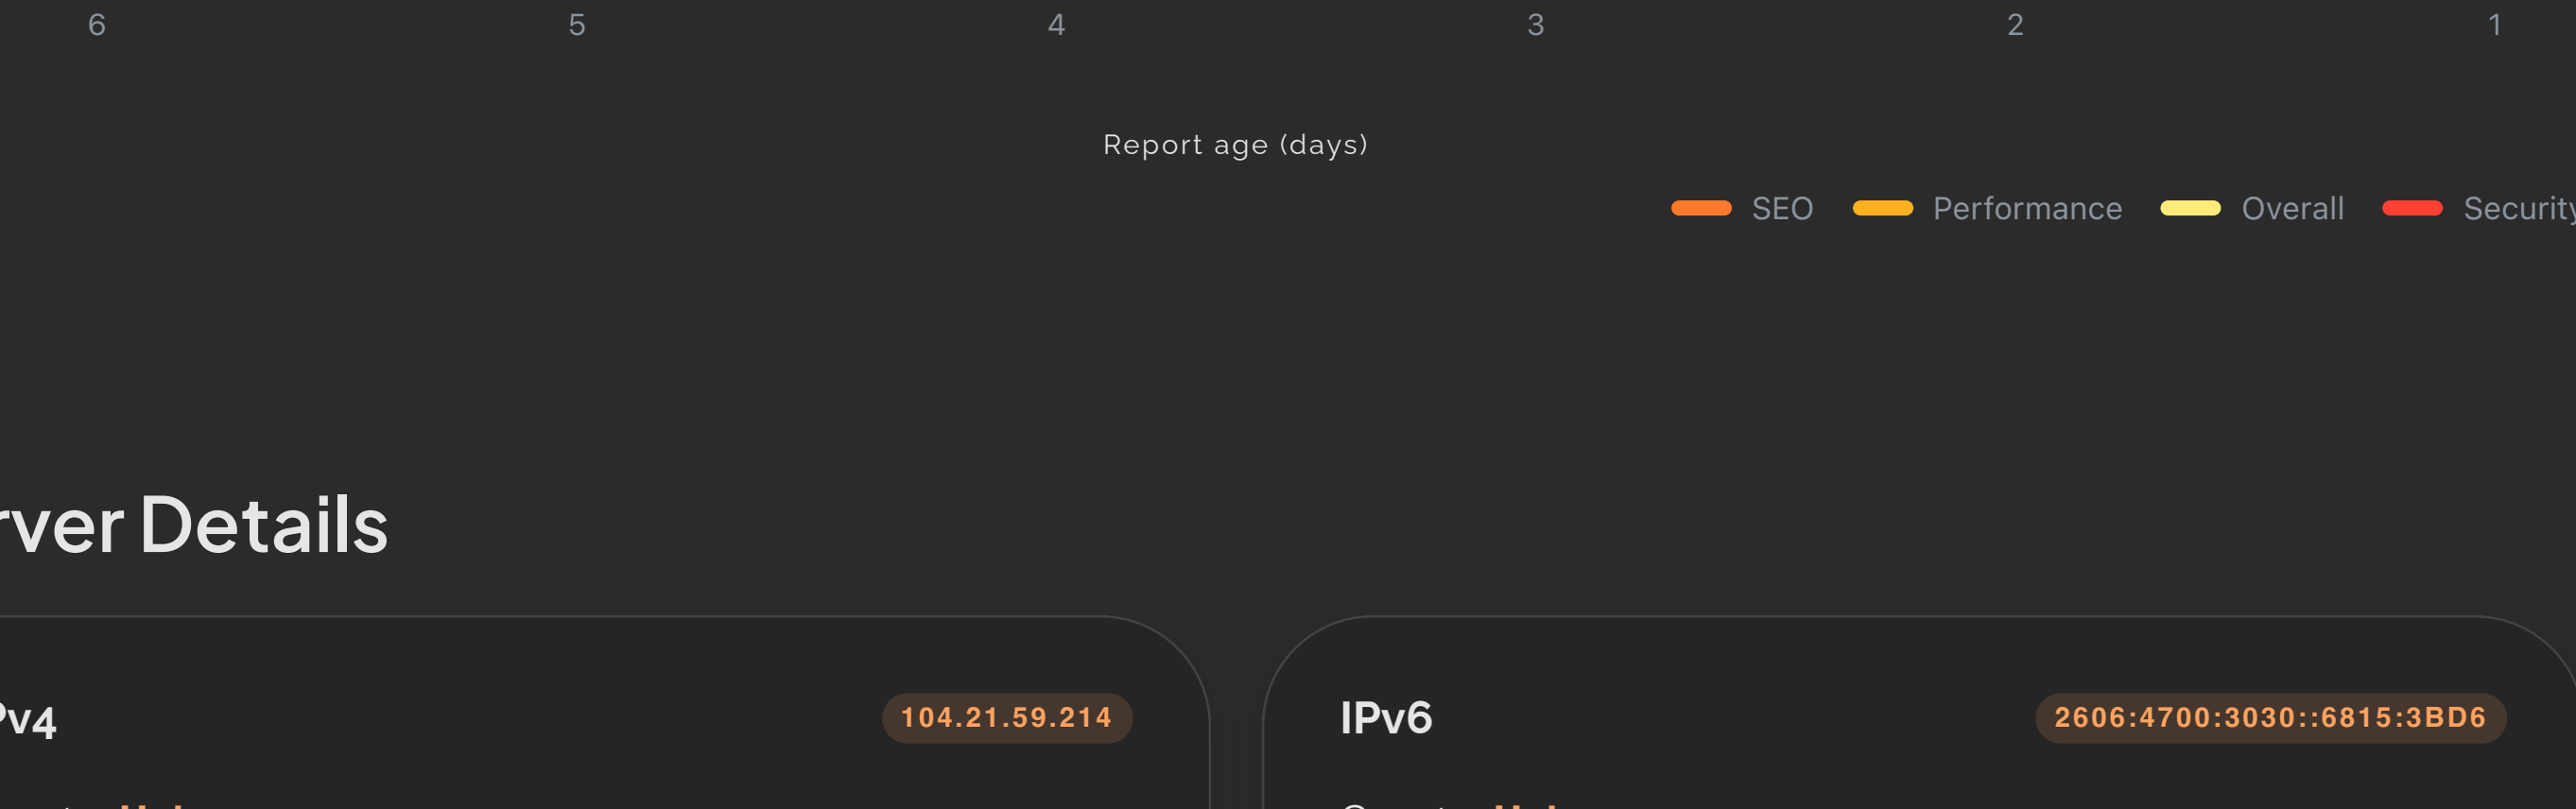 6 5 4 3 2 1
Report age (days)
SEO Performance Overall Security
rver Details
Pv4 104.21.59.214 IPv6 2606:4700:3030::6815:3BD6